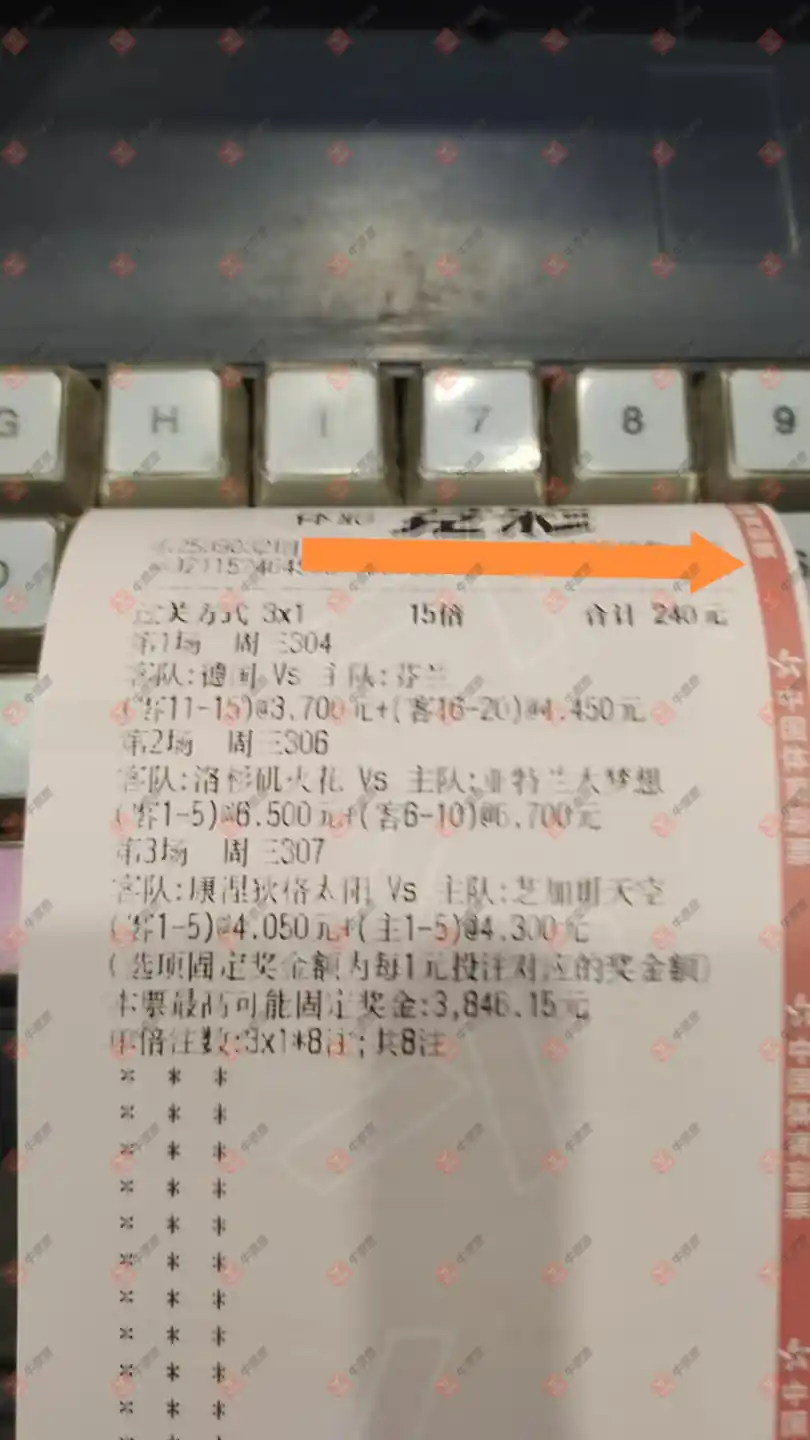 G H I 7 8 9
竞彩
过关方式 3x1 15倍 合计 240元
第1场 周三304
客队:德国 Vs 主队:芬兰
(客11-15)@3.700元+(客16-20)@4.450元
第2场 周三306
客队:洛杉矶火花 Vs 主队:亚特兰大梦想
(客1-5)@6.500元+(客6-10)@6.700元
第3场 周三307
客队:康涅狄格太阳 Vs 主队:芝加哥天空
(客1-5)@4.050元+(主1-5)@4.300元
(选项固定奖金额为每1元投注对应的奖金额)
本票最高可能固定奖金:3,846.15元
单倍注数:3x1*8注;共8注
* * *
* * *
* * *
* * *
* * *
* * *
* * *
* * *
* * *
* * *